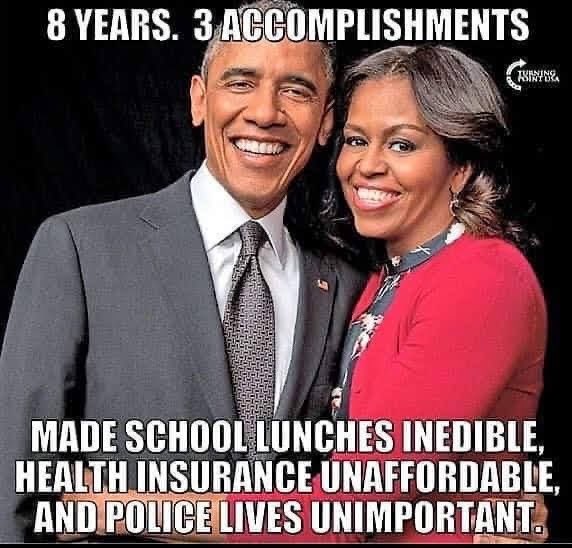 8 YEARS. 3 ACCOMPLISHMENTS
TURNING
POINT USA
MADE SCHOOL LUNCHES INEDIBLE,
HEALTH INSURANCE UNAFFORDABLE,
AND POLICE LIVES UNIMPORTANT.